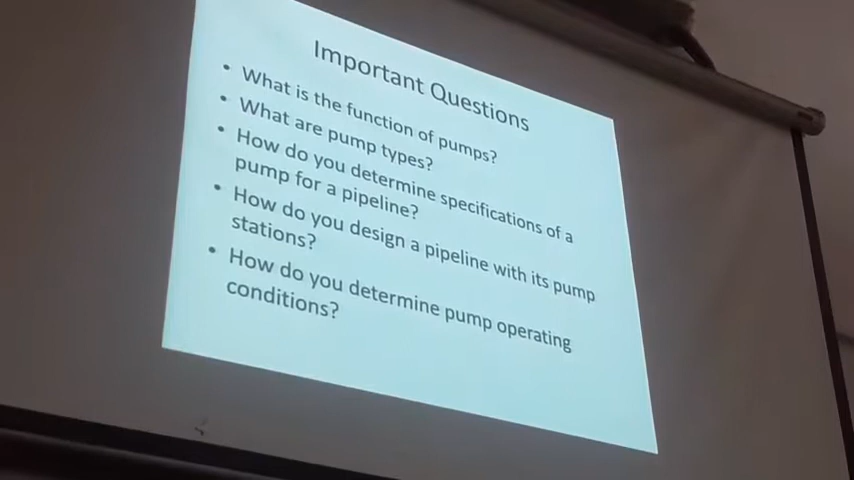 Important Questions
• What is the function of pumps?
• What are pump types?
• How do you determine specifications of a
pump for a pipeline?
• How do you design a pipeline with its pump
stations?
• How do you determine pump operating
conditions?